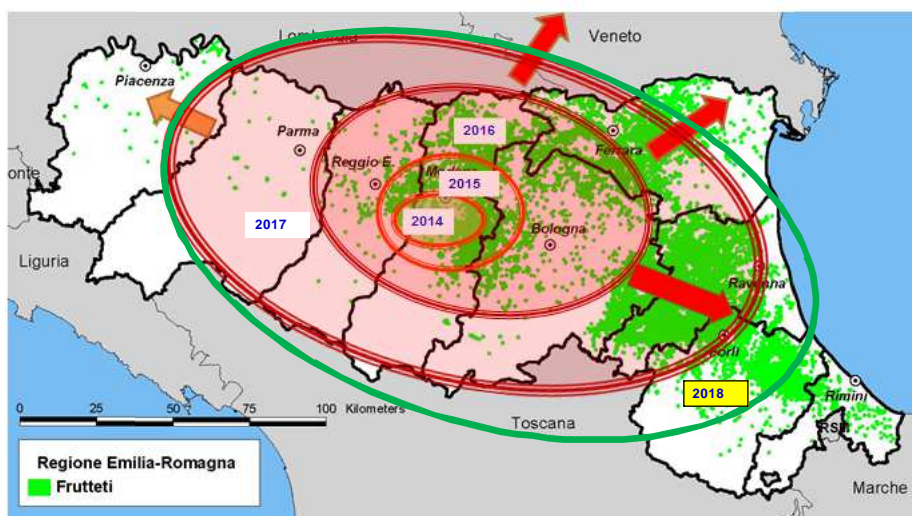 Lombardia
Veneto
Piacenza
2016
Parma
Ferrara
Reggio E.
Modena
onte
2015
2014
2017
Bologna
Liguria
Ravenna
Forlì
2018
Rimini
0 25 50 75 100 Kilometers
Toscana
RSM
Regione Emilia-Romagna
Frutteti
Marche